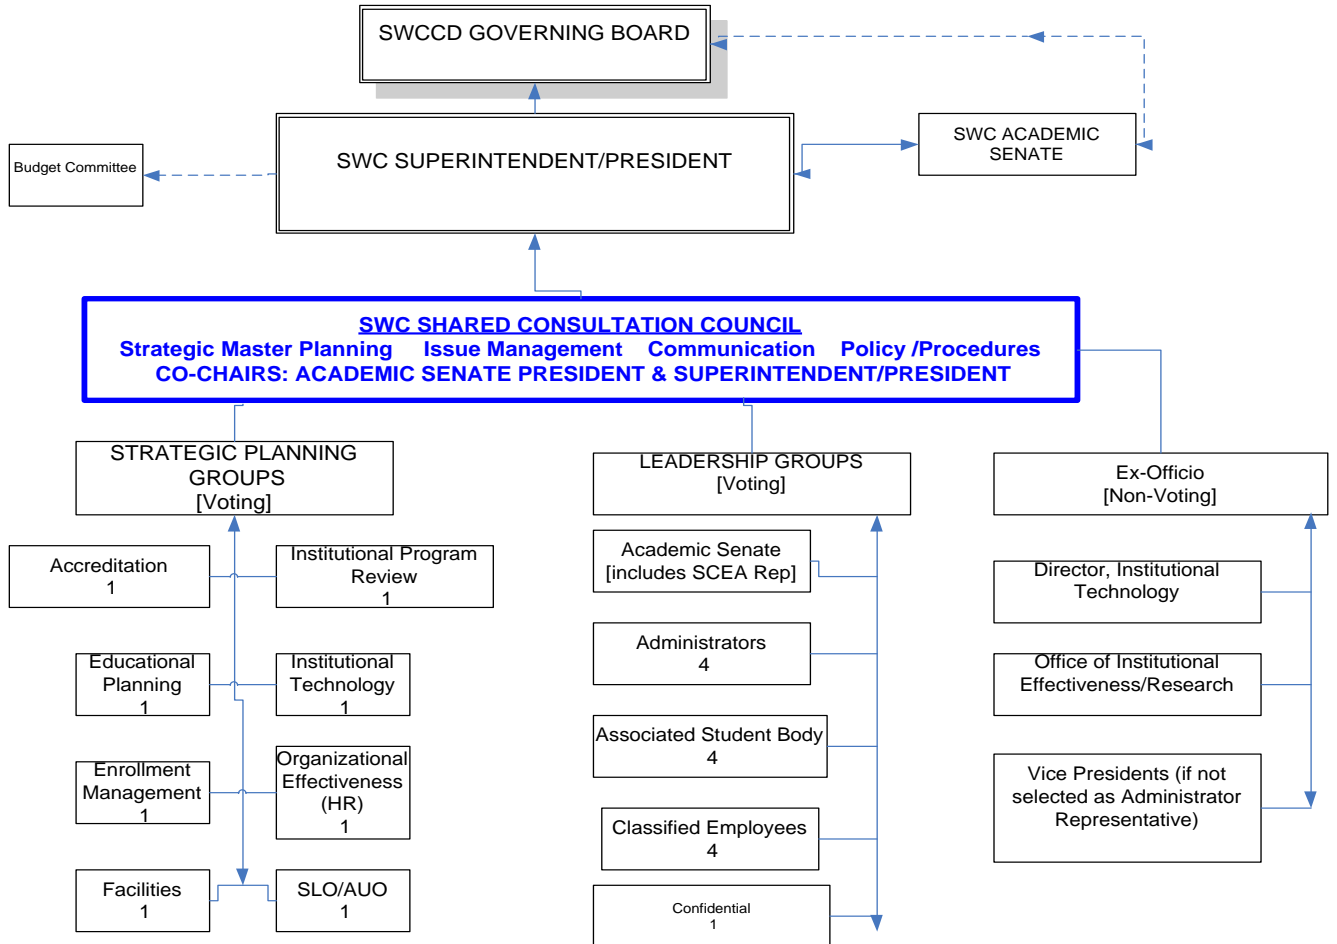 SWCCD GOVERNING BOARD
SWC SUPERINTENDENT/PRESIDENT
SWC ACADEMIC
SENATE
Budget Committee
SWC SHARED CONSULTATION COUNCIL
Strategic Master Planning Issue Management Communication Policy /Procedures
CO-CHAIRS: ACADEMIC SENATE PRESIDENT & SUPERINTENDENT/PRESIDENT
STRATEGIC PLANNING
GROUPS
[Voting]
Accreditation
1
Institutional Program
Review
1
Educational
Planning
1
Institutional
Technology
1
Enrollment
Management
1
Organizational
Effectiveness
(HR)
1
Facilities
1
SLO/AUO
1
LEADERSHIP GROUPS
[Voting]
Academic Senate
[includes SCEA Rep]
Administrators
4
Associated Student Body
4
Classified Employees
4
Confidential
1
Ex-Officio
[Non-Voting]
Director, Institutional
Technology
Office of Institutional
Effectiveness/Research
Vice Presidents (if not
selected as Administrator
Representative)